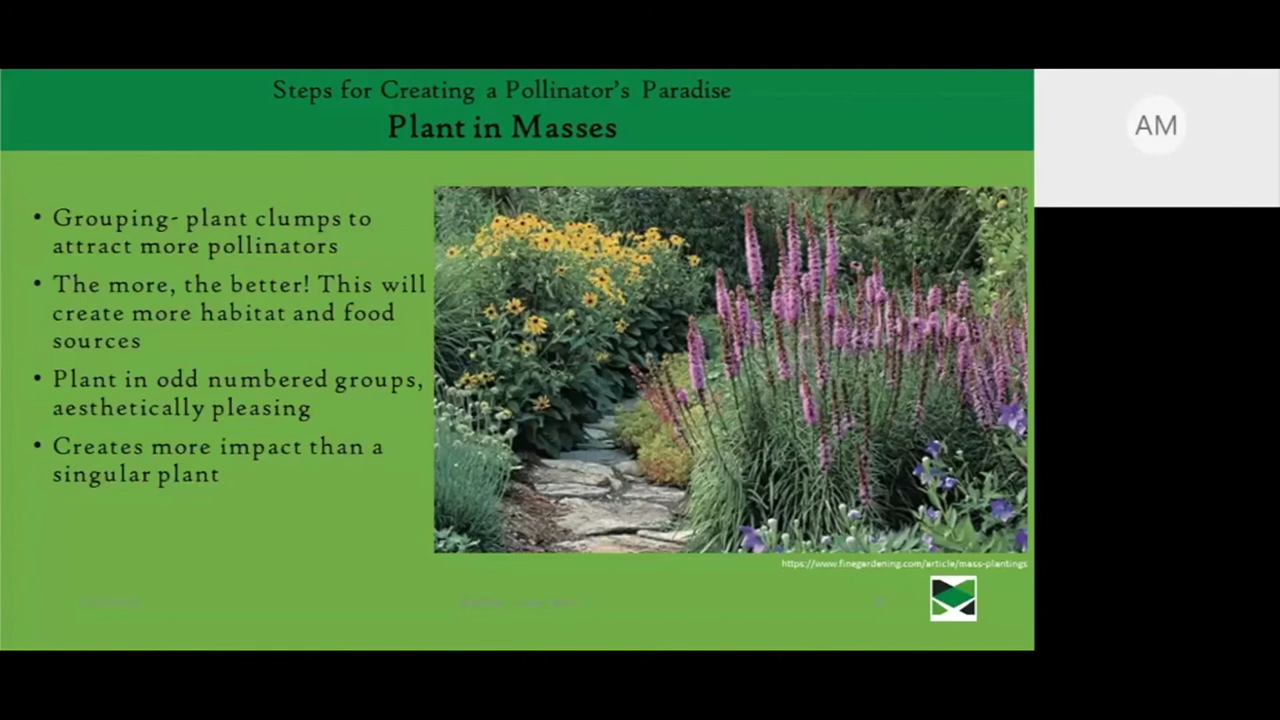 Steps for Creating a Pollinator's Paradise
Plant in Masses
AM
• Grouping- plant clumps to
attract more pollinators
• The more, the better! This will
create more habitat and food
sources
• Plant in odd numbered groups,
aesthetically pleasing
• Creates more impact than a
singular plant
https://www.finegardening.com/article/mass-plantings